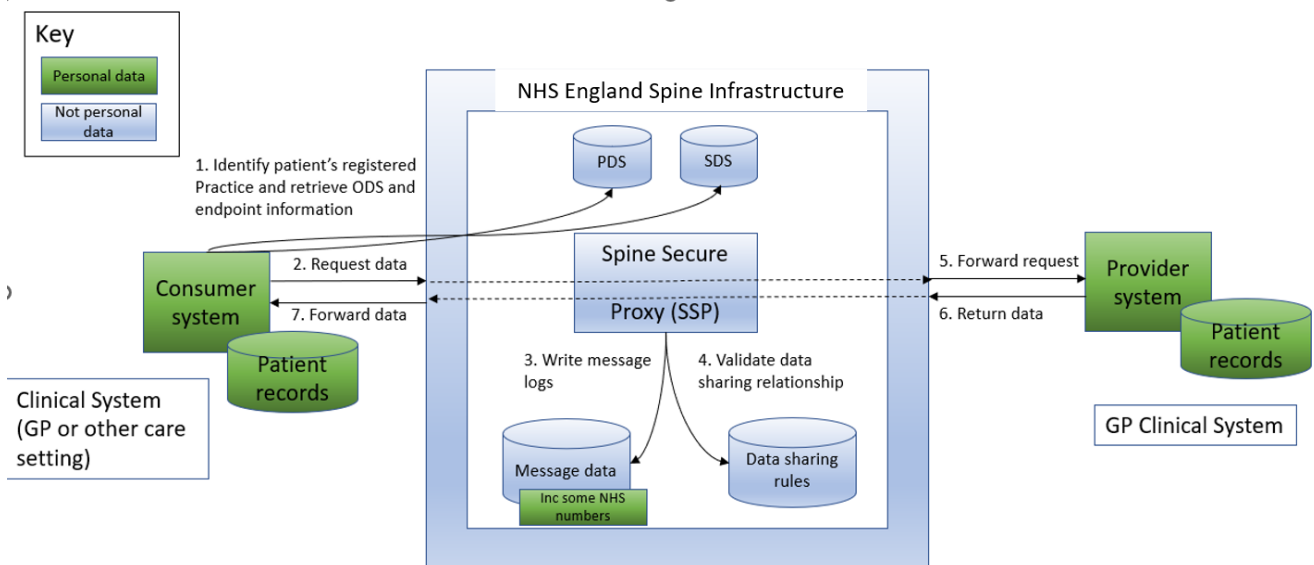 Key
Personal data
Not personal
data
NHS England Spine Infrastructure
PDS
SDS
1. Identify patient's registered
Practice and retrieve ODS and
endpoint information
Consumer
system
2. Request data
7. Forward data
Patient
records
Clinical System
(GP or other care
setting)
Spine Secure
Proxy (SSP)
3. Write message
logs
4. Validate data
sharing relationship
Message data
Inc some NHS
numbers
Data sharing
rules
5. Forward request
6. Return data
Provider
system
Patient
records
GP Clinical System